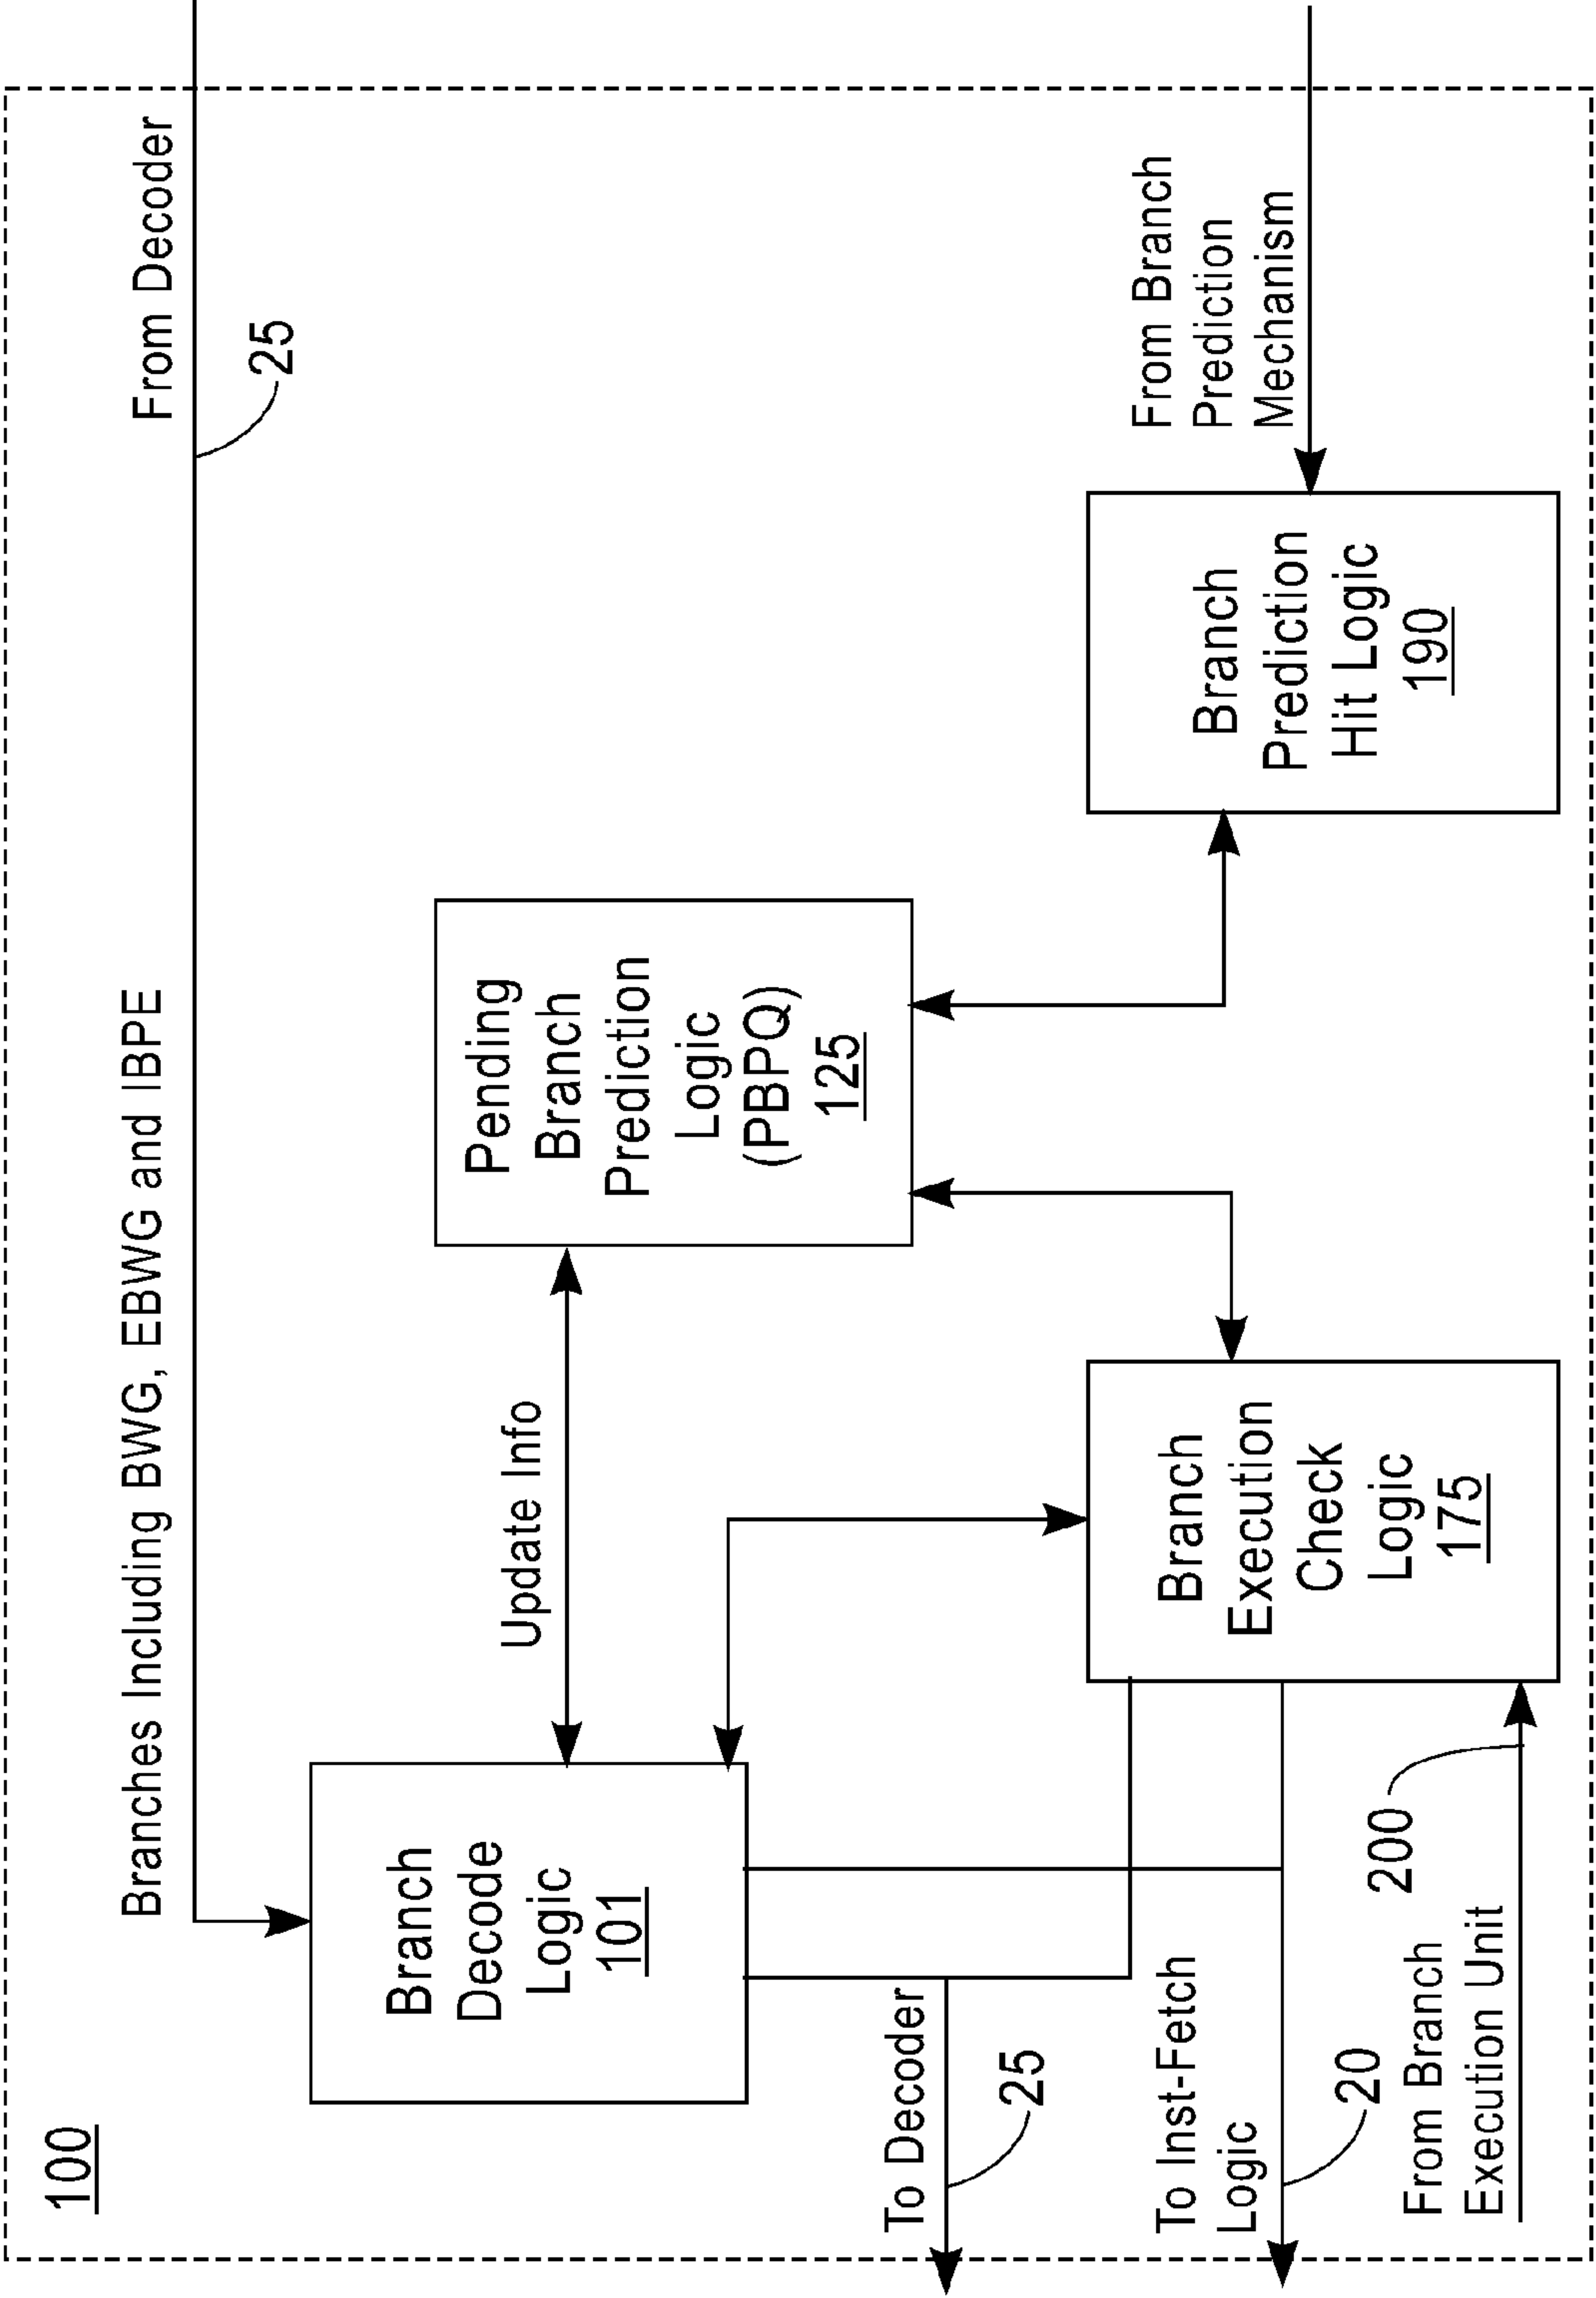 100
Branches Including BWG, EBWG and IBPE
From Decoder
25
Branch
Decode
Logic
101
Update Info
Pending
Branch
Prediction
Logic
(PBPQ)
125
To Decoder
25
To Inst-Fetch
Logic
20
From Branch
Execution Unit
200
Branch
Execution
Check
Logic
175
Branch
Prediction
Hit Logic
190
From Branch
Prediction
Mechanism